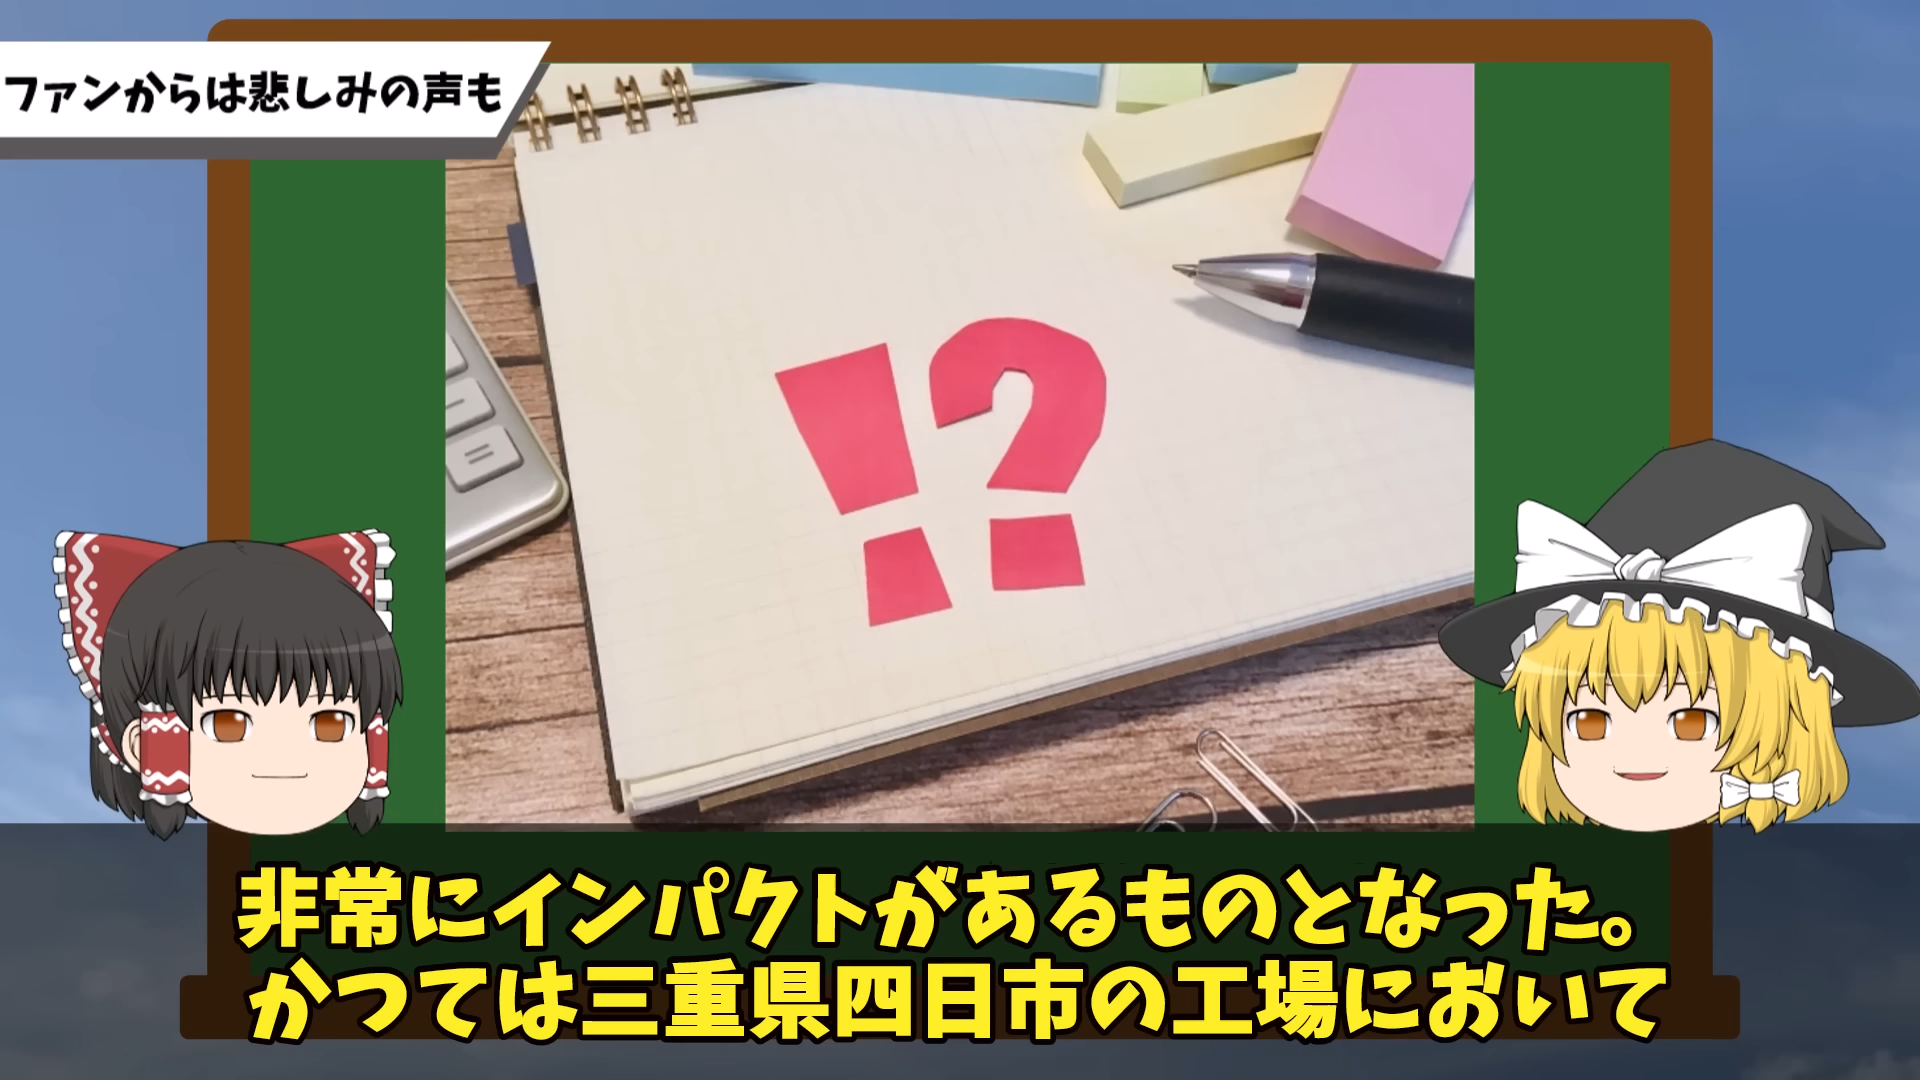 ファンからは悲しみの声も
!?
非常にインパクトがあるものとなった。
かつては三重県四日市の工場において